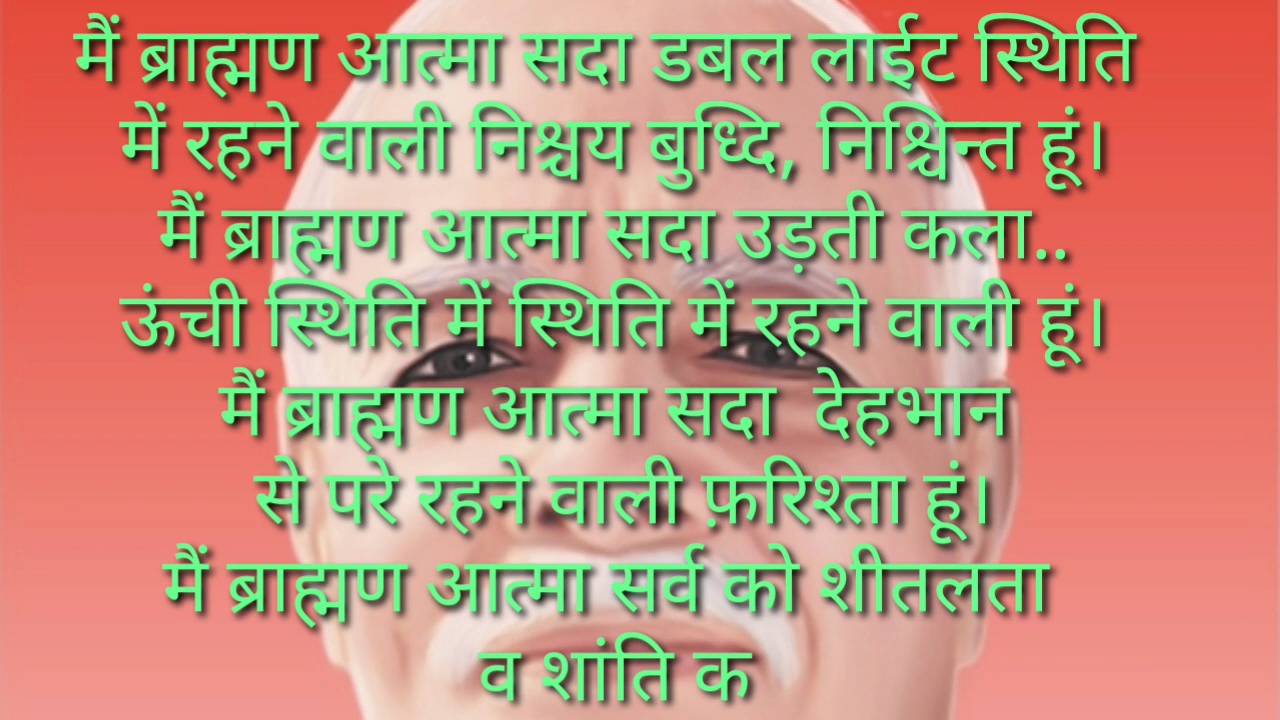 मैं ब्राह्मण आत्मा सदा डबल लाईट स्थिति
में रहने वाली निश्चय बुध्दि, निश्चिन्त हूं।
मैं ब्राह्मण आत्मा सदा उड़ती कला..
ऊंची स्थिति में स्थिति में रहने वाली हूं।
मैं ब्राह्मण आत्मा सदा  देहभान
से परे रहने वाली फ़रिश्ता हूं।
मैं ब्राह्मण आत्मा सर्व को शीतलता
व शांति क